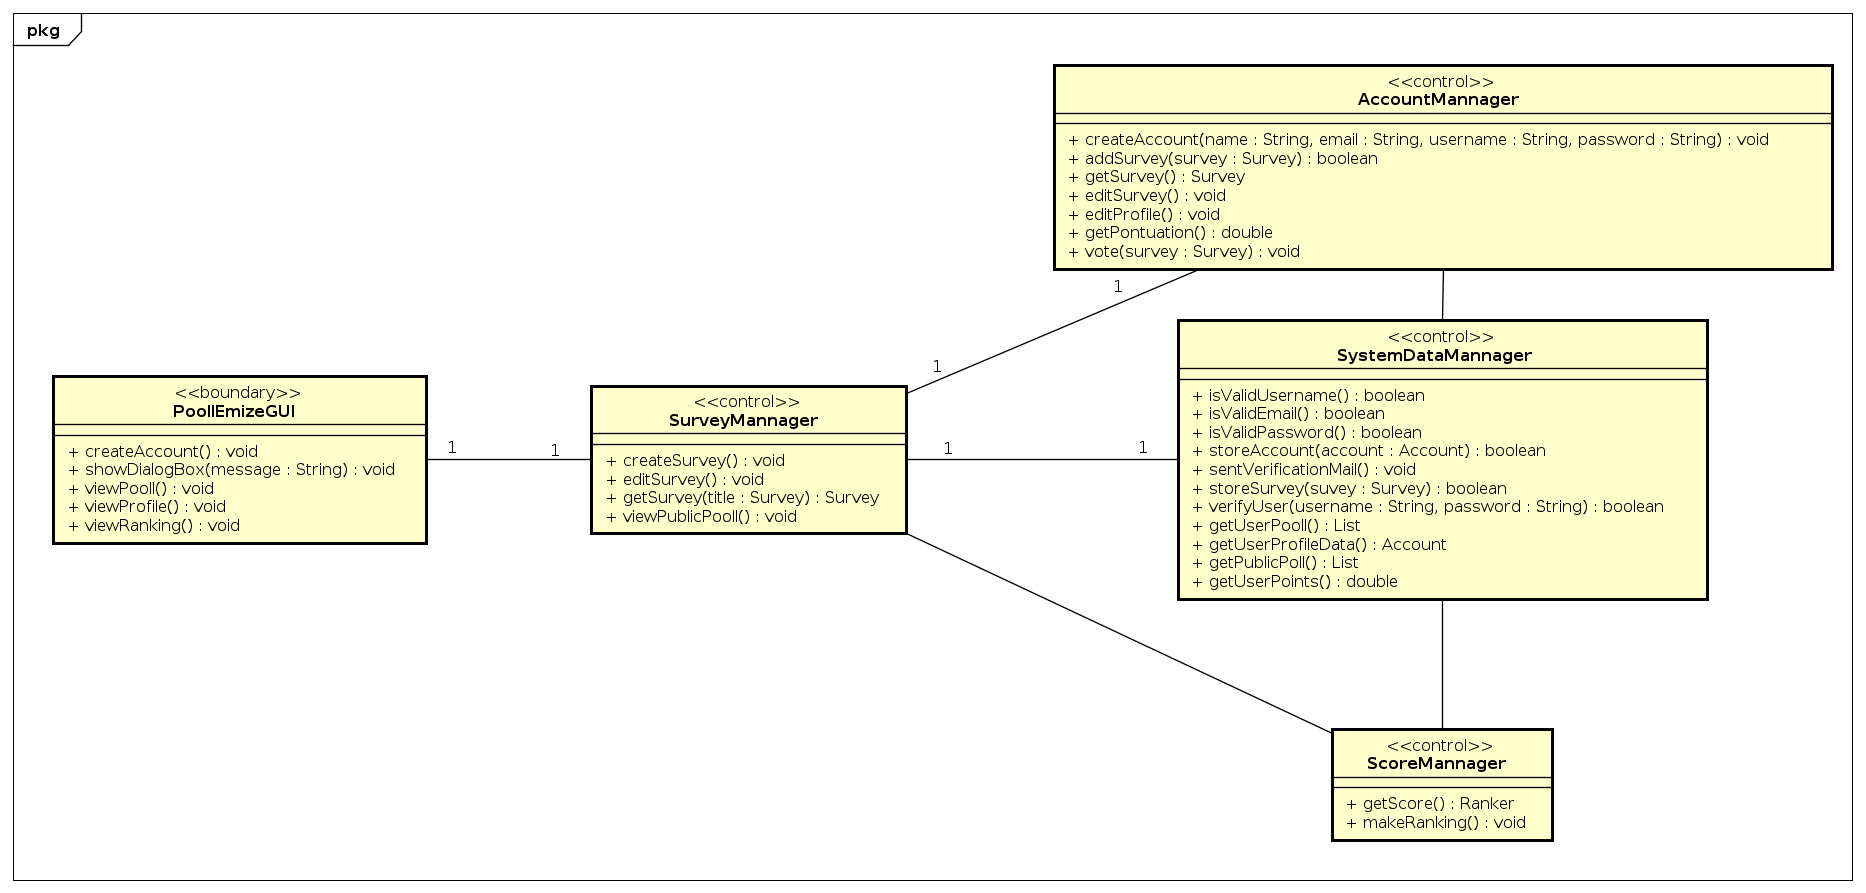 pkg
<<control>>
AccountMannager
+ createAccount(name : String, email : String, username : String, password : String) : void
+ addSurvey(survey : Survey) : boolean
+ getSurvey() : Survey
+ editSurvey() : void
+ editProfile() : void
+ getPontuation() : double
+ vote(survey : Survey) : void
1
1
<<control>>
SystemDataMannager
+ isValidUsername() : boolean
+ isValidEmail() : boolean
+ isValidPassword() : boolean
+ storeAccount(account : Account) : boolean
+ sentVerificationMail() : void
+ storeSurvey(suvey : Survey) : boolean
+ verifyUser(username : String, password : String) : boolean
+ getUserPooll() : List
+ getUserProfileData() : Account
+ getPublicPoll() : List
+ getUserPoints() : double
<<boundary>>
PoollEmizeGUI
+ createAccount() : void
+ showDialogBox(message : String) : void
+ viewPooll() : void
+ viewProfile() : void
+ viewRanking() : void
1
1
<<control>>
SurveyMannager
+ createSurvey() : void
+ editSurvey() : void
+ getSurvey(title : Survey) : Survey
+ viewPublicPooll() : void
1
1
<<control>>
ScoreMannager
+ getScore() : Ranker
+ makeRanking() : void